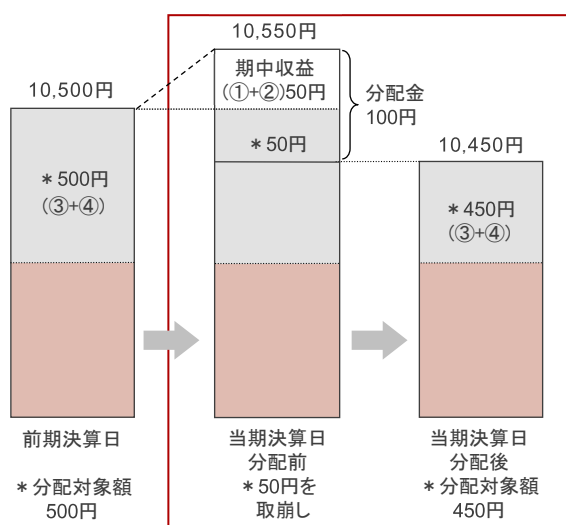 10,500円
＊500円
(③+④)
前期決算日
＊分配対象額
500円
10,550円
期中収益
(①+②)50円
＊50円
分配金
100円
当期決算日
分配前
＊50円を
取崩し
10,450円
＊450円
(③+④)
当期決算日
分配後
＊分配対象額
450円